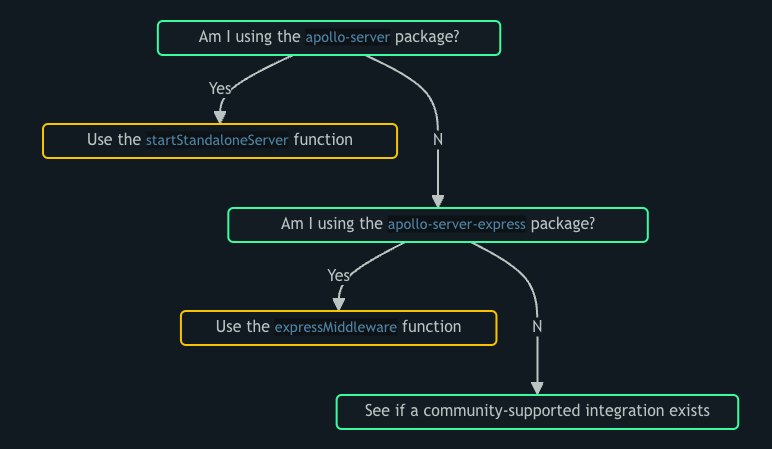 Am I using the apollo-server package?
Yes
Use the startStandaloneServer function
N
Am I using the apollo-server-express package?
Yes
Use the expressMiddleware function
N
See if a community-supported integration exists